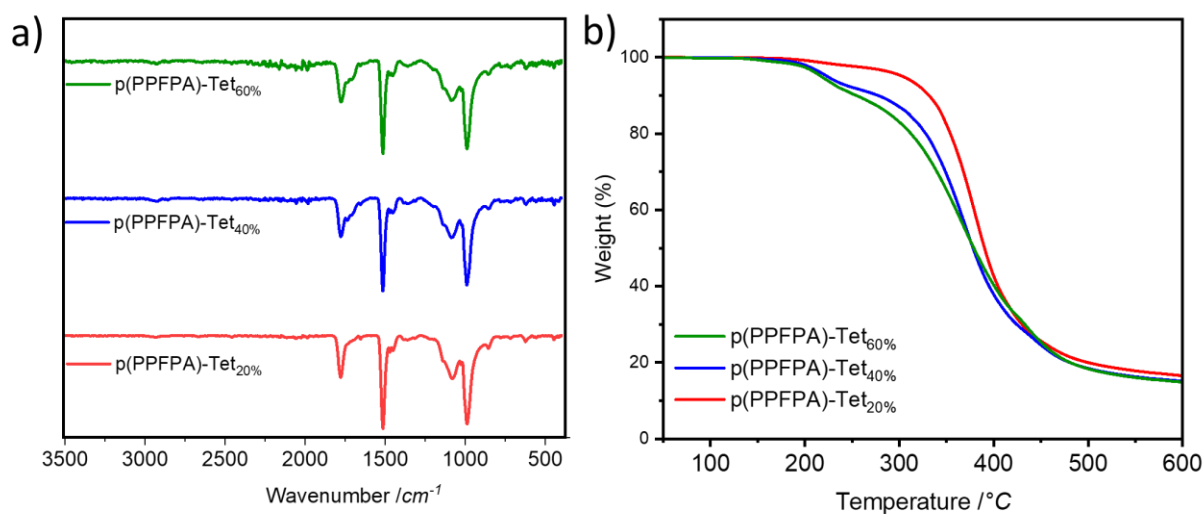 a)
p(PPFPA)-Tet60%
p(PPFPA)-Tet40%
p(PPFPA)-Tet20%
3500 3000 2500 2000 1500 1000 500
Wavenumber /cm-1
b)
100
80
60
40
20
0
Weight (%)
p(PPFPA)-Tet60%
p(PPFPA)-Tet40%
p(PPFPA)-Tet20%
100 200 300 400 500 600
Temperature /°C